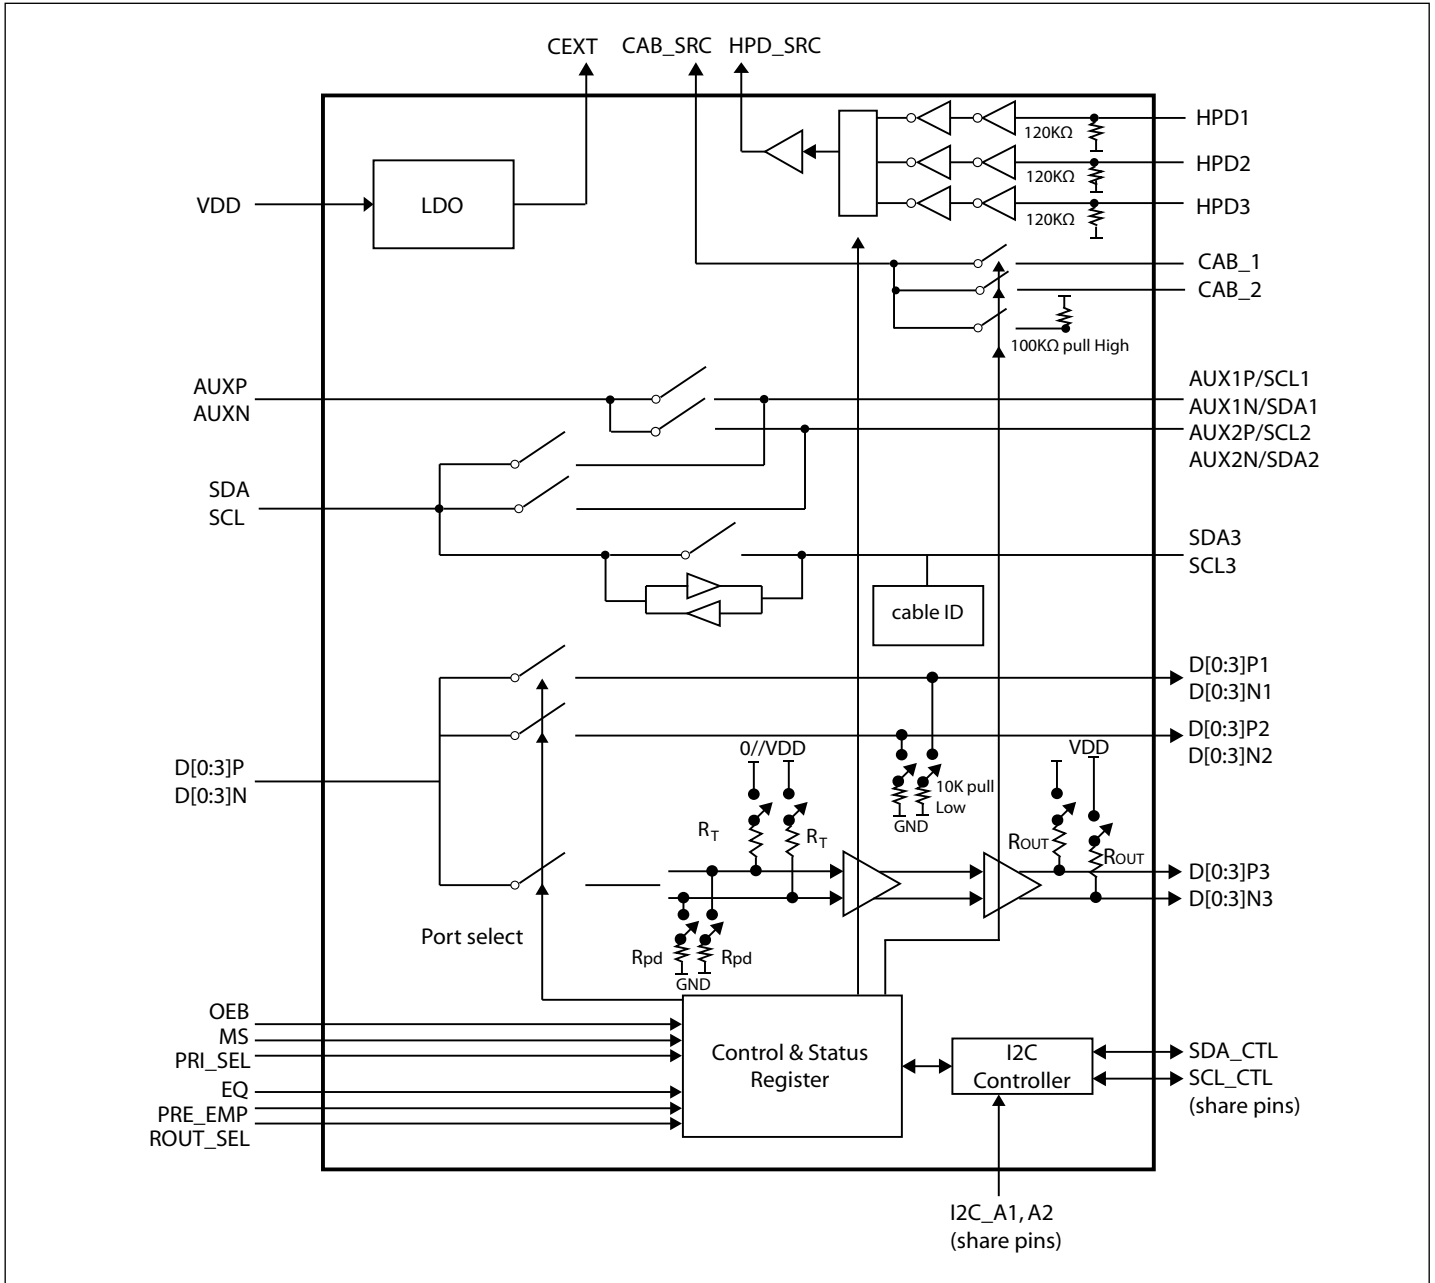 CEXT CAB_SRC HPD_SRC
HPD1
120KΩ
HPD2
120KΩ
HPD3
120KΩ
VDD
LDO
CAB_1
CAB_2
100KΩ pull High
AUXP
AUXN
AUX1P/SCL1
AUX1N/SDA1
AUX2P/SCL2
AUX2N/SDA2
SDA
SCL
SDA3
SCL3
cable ID
D[0:3]P1
D[0:3]N1
D[0:3]P2
D[0:3]N2
0//VDD
VDD
D[0:3]P
D[0:3]N
10K pull
Low
GND
RT
RT
ROUT
ROUT
D[0:3]P3
D[0:3]N3
Port select
Rpd
Rpd
GND
OEB
MS
PRI_SEL
EQ
PRE_EMP
ROUT_SEL
Control & Status
Register
I2C
Controller
SDA_CTL
SCL_CTL
(share pins)
I2C_A1, A2
(share pins)